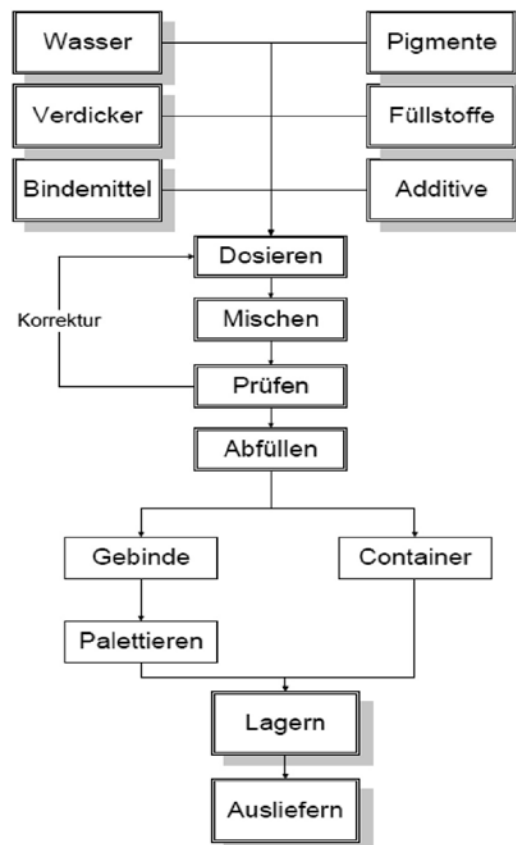 Wasser
Pigmente
Verdicker
Füllstoffe
Bindemittel
Additive
Dosieren
Korrektur
Mischen
Prüfen
Abfüllen
Gebinde
Container
Palettieren
Lagern
Ausliefern